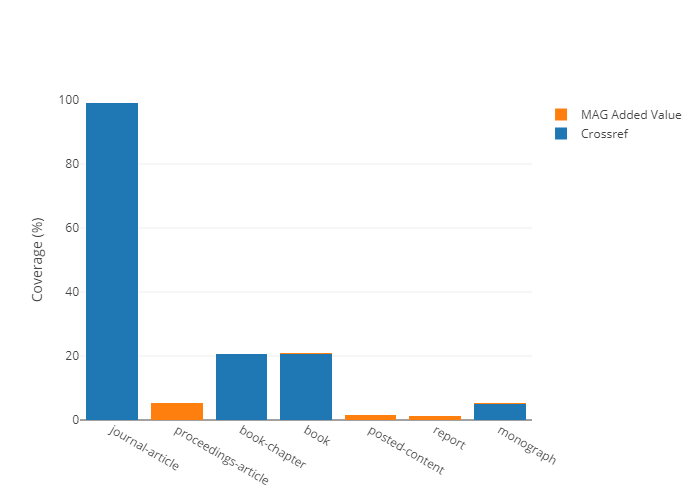 100
80
60
40
20
0
Coverage (%)
journal-article
proceedings-article
book-chapter
book
posted-content
report
monograph
MAG Added Value
Crossref